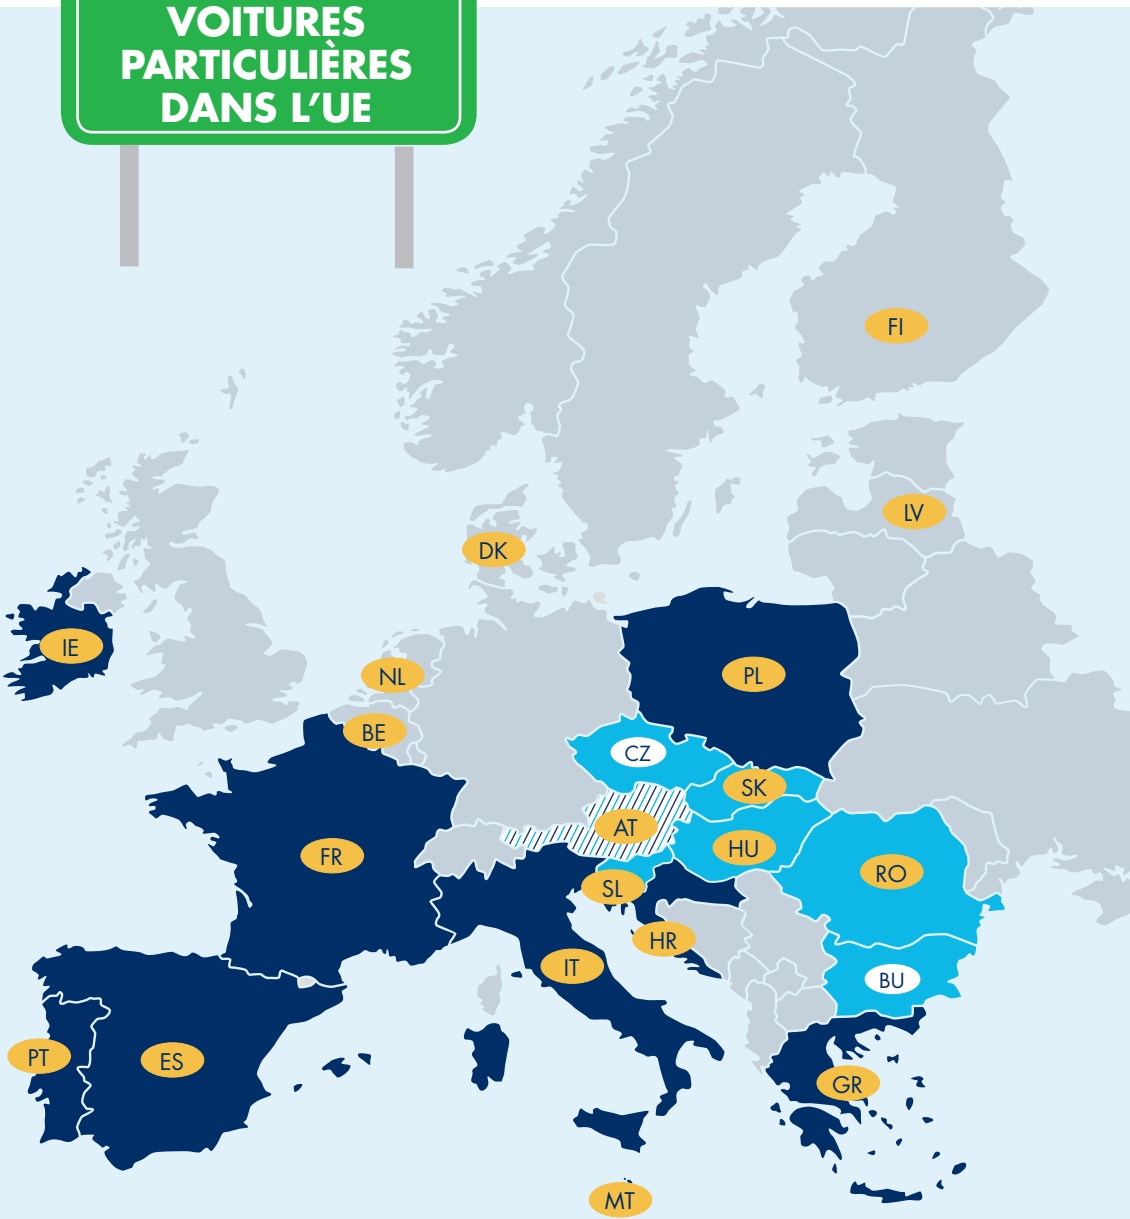 VOITURES
PARTICULIÈRES
DANS L'UE
FI
LV
DK
IE
NL
PL
BE
CZ
SK
AT
HU
FR
RO
SL
HR
IT
BU
PT
ES
GR
MT